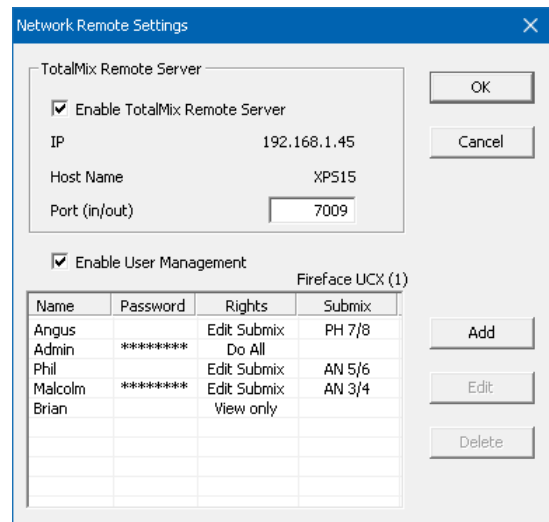 Network Remote Settings
TotalMix Remote Server
Enable TotalMix Remote Server
IP 192.168.1.45
Host Name XPS15
Port (in/out) 7009
OK
Cancel
Enable User Management
Fireface UCX (1)
Name Password Rights Submix
Angus Edit Submix PH 7/8
Admin ******** Do All
Phil Edit Submix AN 5/6
Malcolm ******** Edit Submix AN 3/4
Brian View only
Add
Edit
Delete